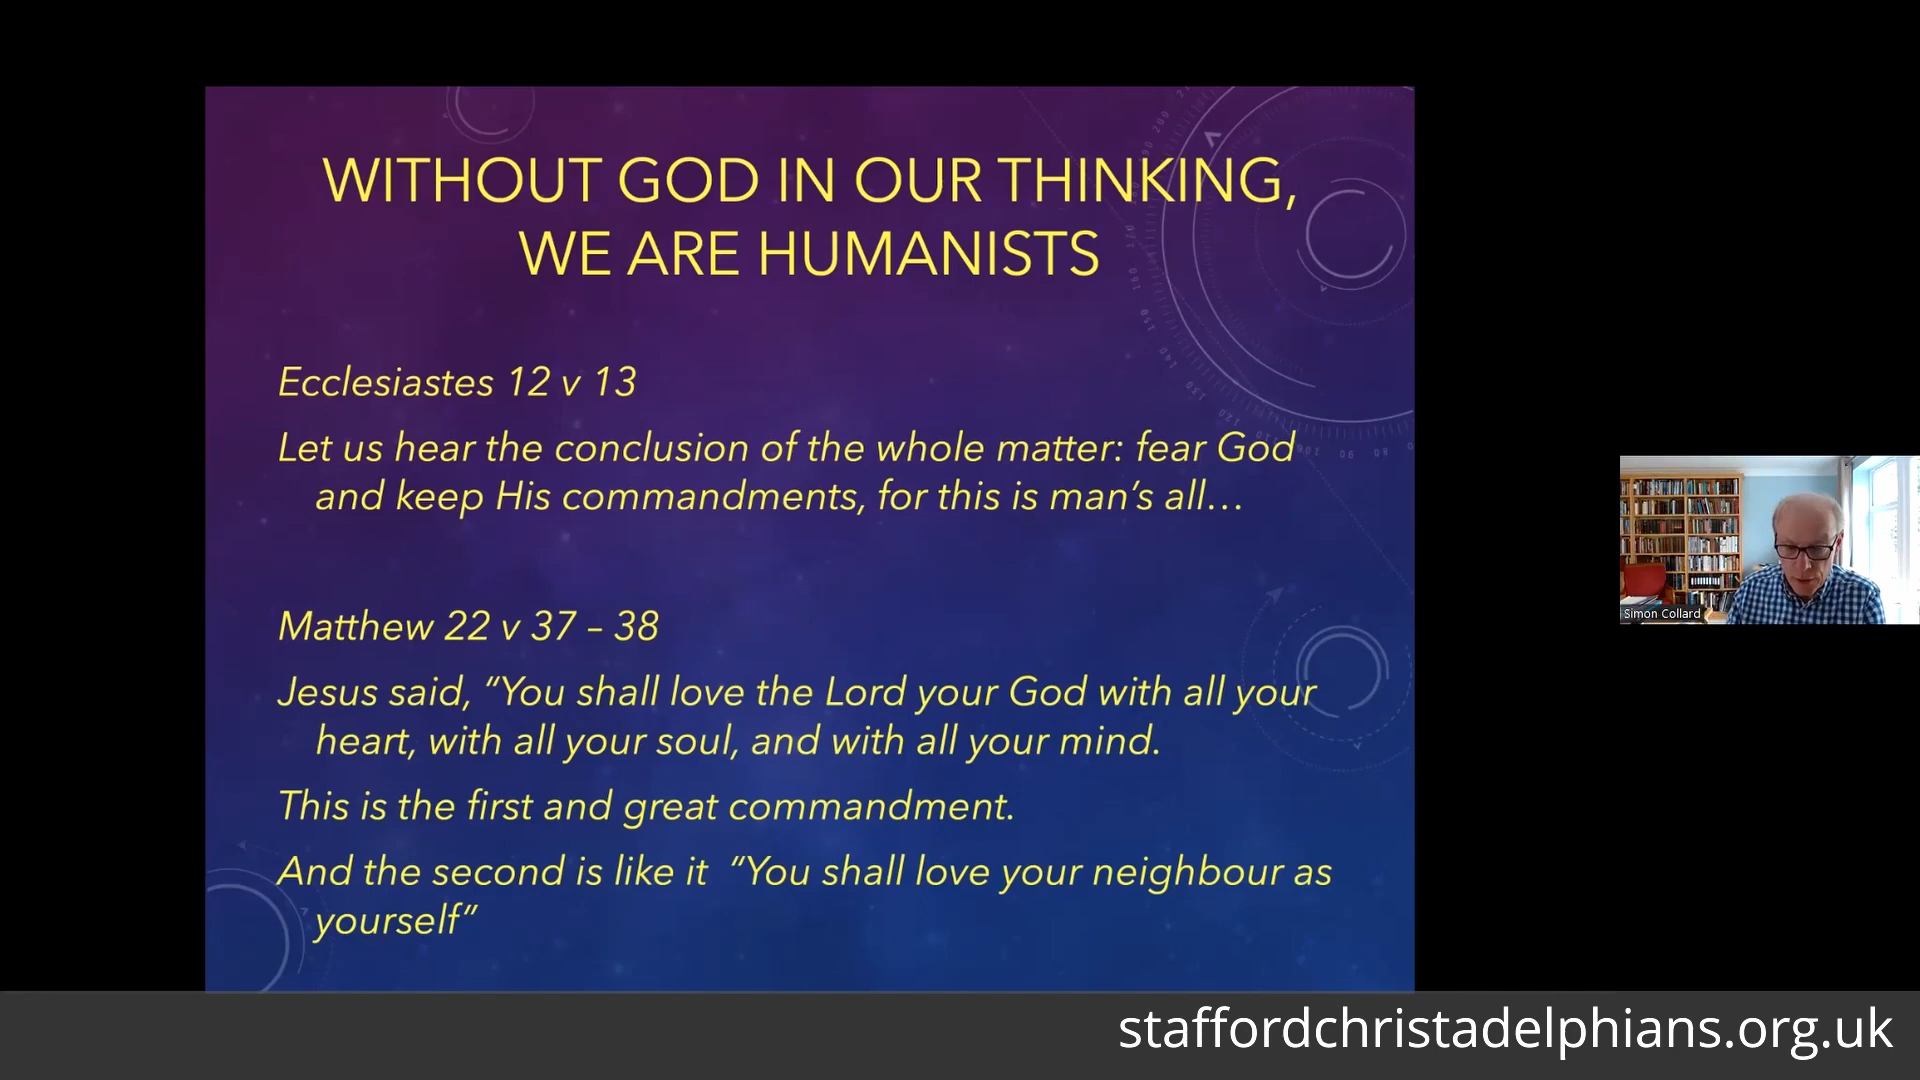 WITHOUT GOD IN OUR THINKING,
WE ARE HUMANISTS
Ecclesiastes 12 v 13
Let us hear the conclusion of the whole matter: fear God
and keep His commandments, for this is man’s all…
Matthew 22 v 37 – 38
Jesus said, “You shall love the Lord your God with all your
heart, with all your soul, and with all your mind.
This is the first and great commandment.
And the second is like it “You shall love your neighbour as
yourself”
Simon Collard
staffordchristadelphians.org.uk